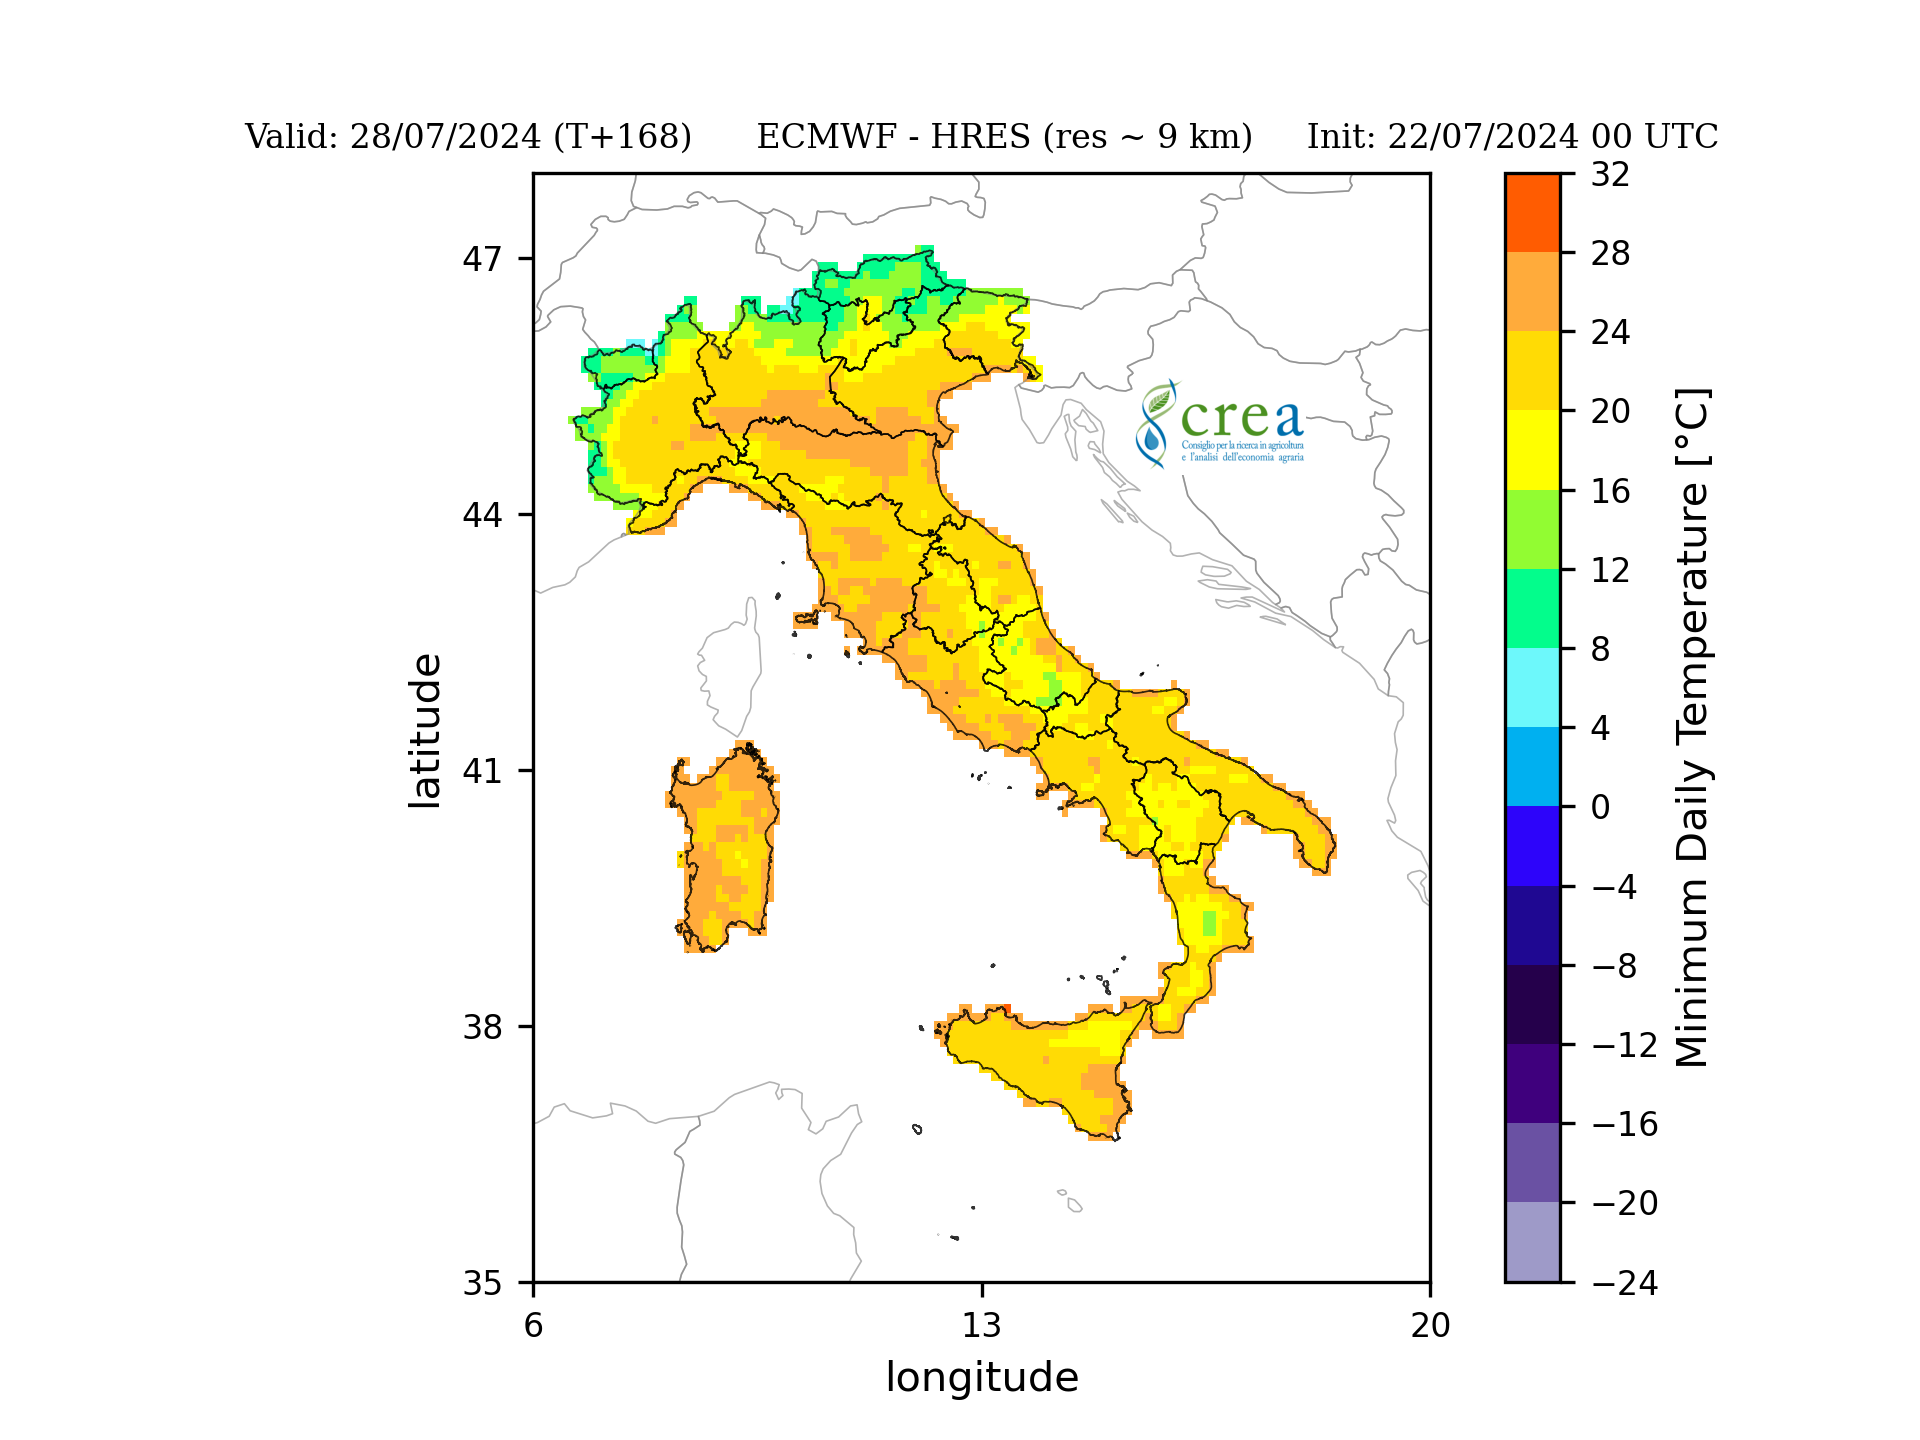 Valid: 28/07/2024 (T+168) ECMWF - HRES (res ~ 9 km) Init: 22/07/2024 00 UTC
32
28
24
20
16
12
8
4
0
−4
−8
−12
−16
−20
−24
Minimum Daily Temperature [°C]
47
44
41
38
35
latitude
6 13 20
longitude
crea
Consiglio per la ricerca in agricoltura
e l'analisi dell'economia agraria